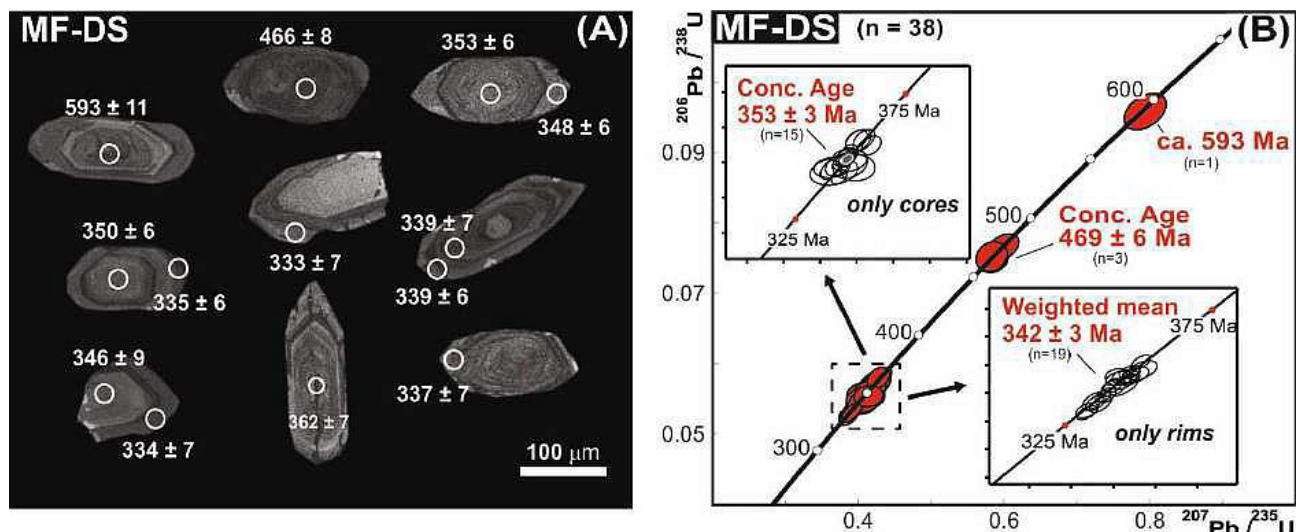 MF-DS
(A)
466 ± 8
353 ± 6
593 ± 11
348 ± 6
339 ± 7
350 ± 6
333 ± 7
335 ± 6
339 ± 6
346 ± 9
337 ± 7
362 ± 7
334 ± 7
100 μm
MF-DS (n = 38)
(B)
206Pb/238U
Conc. Age
353 ± 3 Ma
(n=15)
375 Ma
only cores
325 Ma
600
ca. 593 Ma
(n=1)
0.09
500
Conc. Age
469 ± 6 Ma
(n=3)
0.07
Weighted mean
342 ± 3 Ma
(n=19)
375 Ma
400
only rims
325 Ma
0.05
300
0.4
0.6
0.8
207Pb/235U